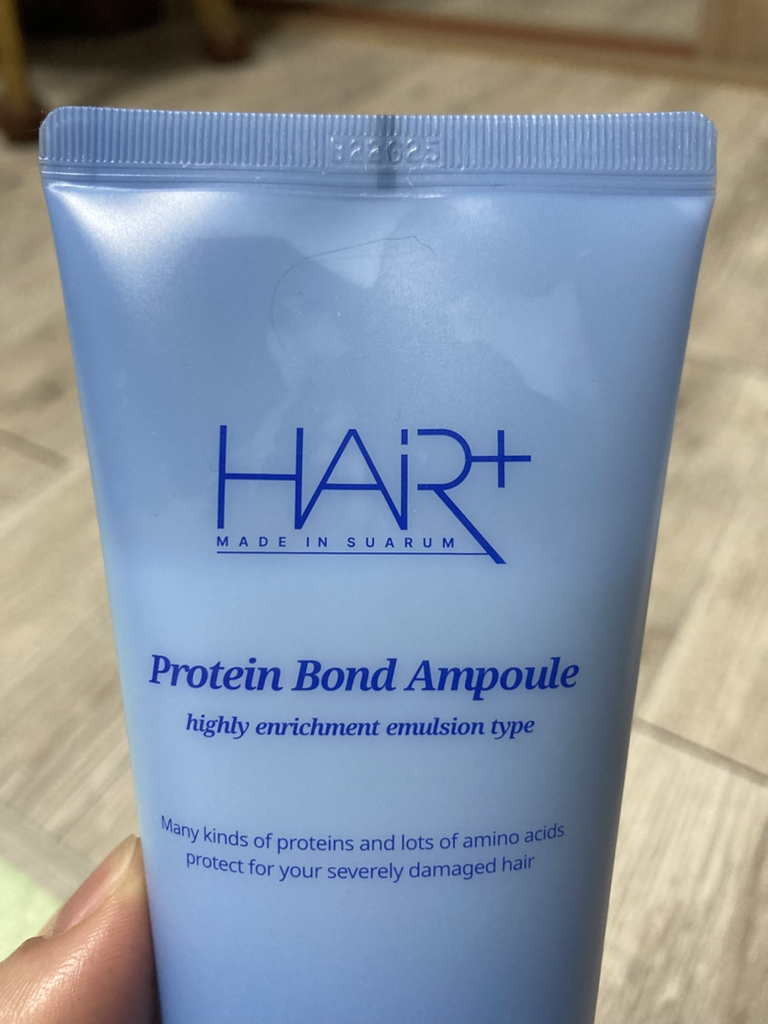 HAiR+
MADE IN SUARUM
Protein Bond Ampoule
highly enrichment emulsion type
Many kinds of proteins and lots of amino acids
protect for your severely damaged hair